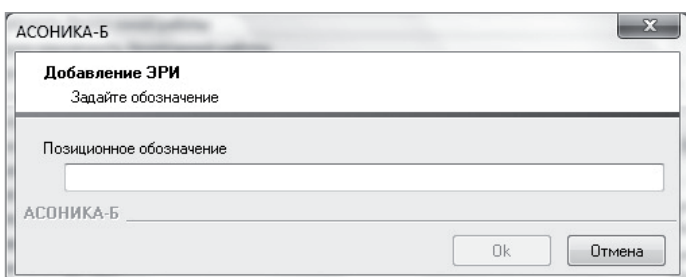 АСОНИКА-Б
Добавление ЭРИ
Задайте обозначение
Позиционное обозначение
АСОНИКА-Б
Ok
Отмена